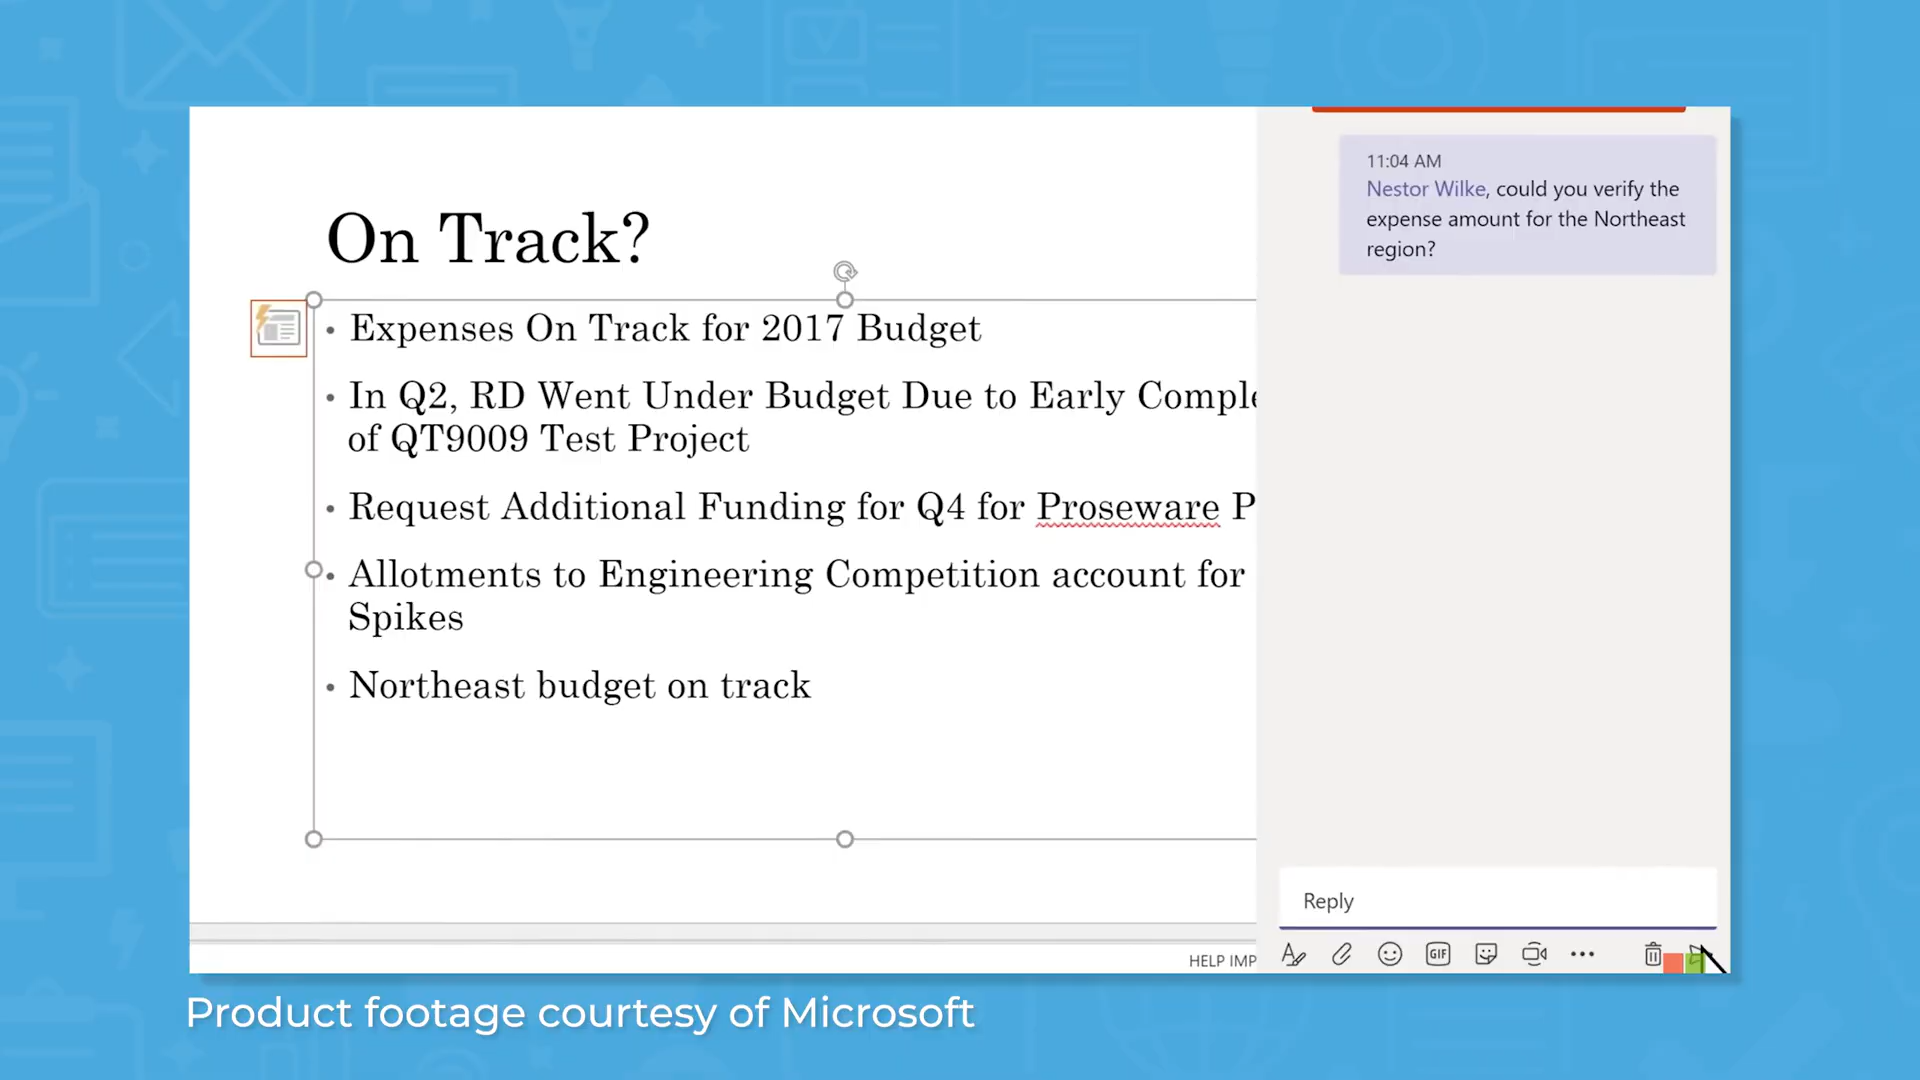 On Track?
• Expenses On Track for 2017 Budget
• In Q2, RD Went Under Budget Due to Early Comple
of QT9009 Test Project
• Request Additional Funding for Q4 for Proseware P
• Allotments to Engineering Competition account for
Spikes
• Northeast budget on track
HELP IMP
11:04 AM
Nestor Wilke, could you verify the
expense amount for the Northeast
region?
Reply
GIF
Product footage courtesy of Microsoft